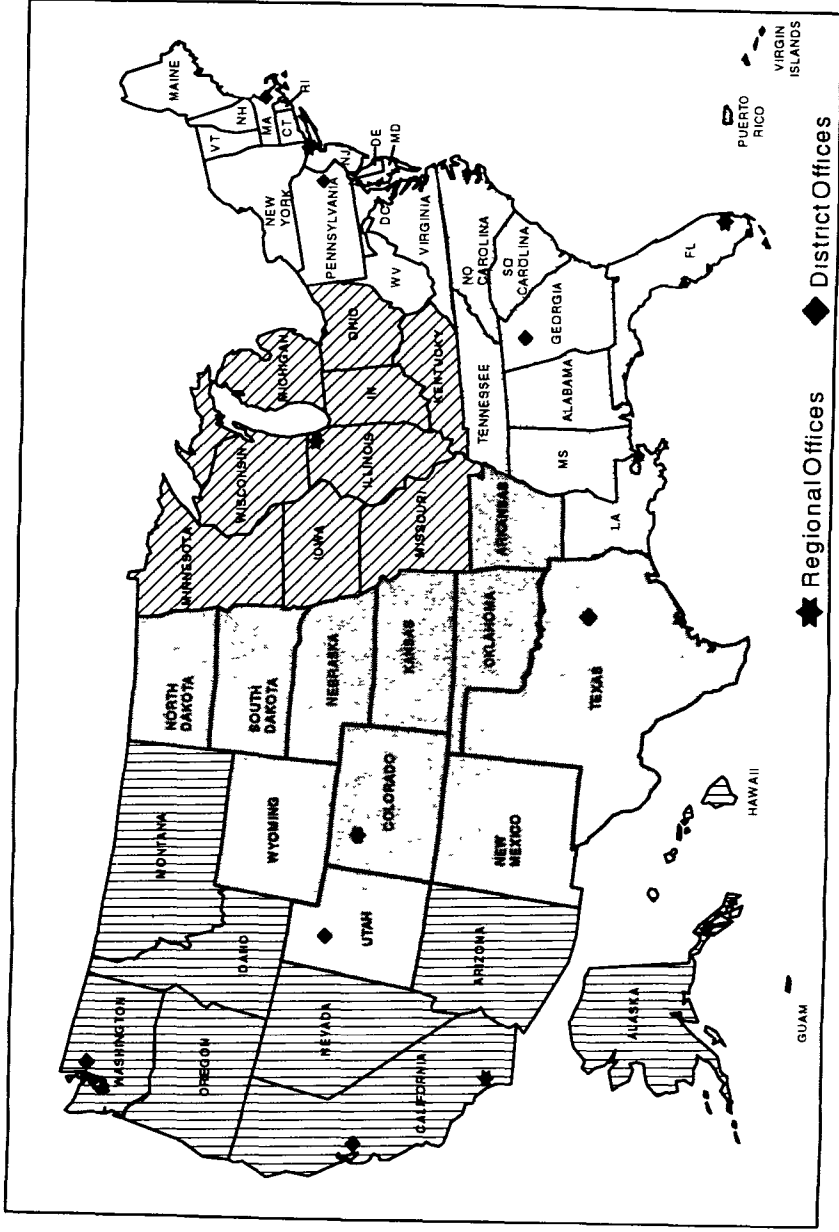 WASHINGTON
OREGON
CALIFORNIA
NEVADA
IDAHO
MONTANA
WYOMING
UTAH
ARIZONA
COLORADO
NEW
MEXICO
NORTH
DAKOTA
SOUTH
DAKOTA
NEBRASKA
KANSAS
OKLAHOMA
TEXAS
MINNESOTA
IOWA
MISSOURI
ARKANSAS
LA
WISCONSIN
ILLINOIS
MICHIGAN
IN
OHIO
KENTUCKY
TENNESSEE
MS
ALABAMA
GEORGIA
FL
SO
CAROLINA
NO
CAROLINA
VIRGINIA
WV
DC
MD
DE
NJ
PENNSYLVANIA
NEW
YORK
VT
NH
MAINE
MA
CT
RI
ALASKA
HAWAII
GUAM
PUERTO
RICO
VIRGIN
ISLANDS
Regional Offices
District Offices